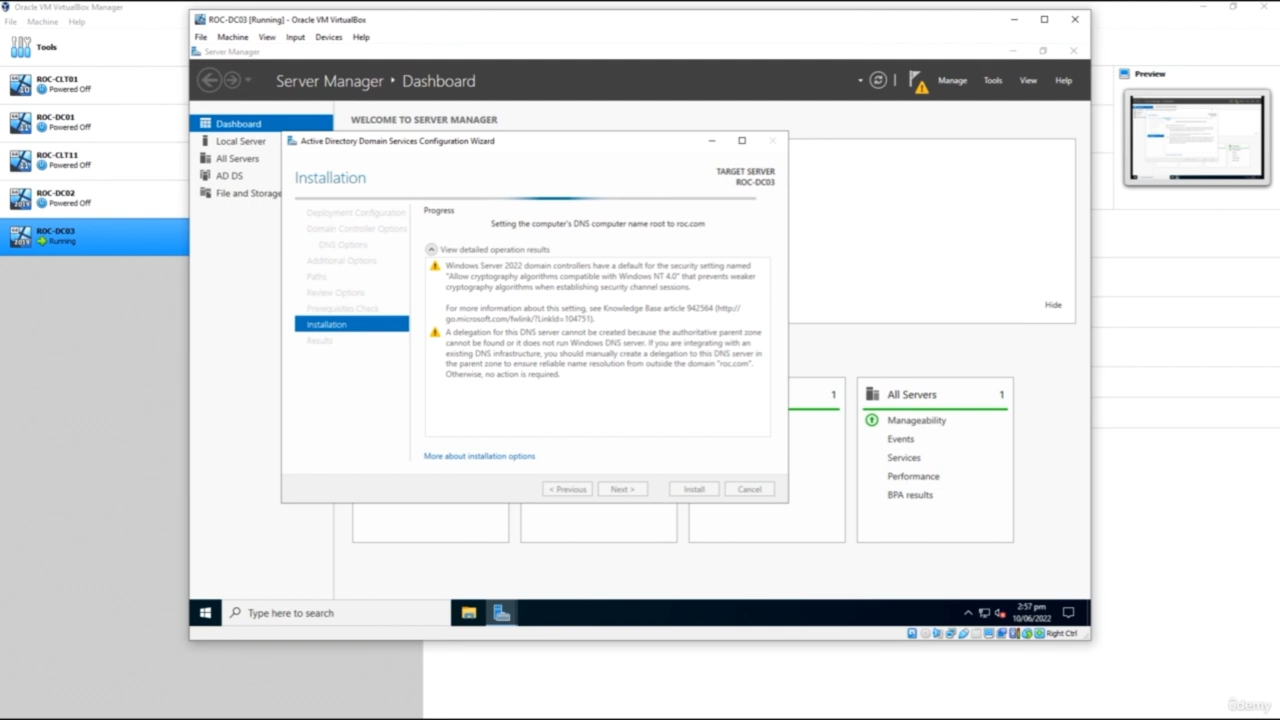 Oracle VM VirtualBox Manager
File Machine Help
Tools
ROC-CLT01
Powered Off
ROC-DC01
Powered Off
ROC-CLT11
Powered Off
ROC-DC02
Powered Off
ROC-DC03
Running
ROC-DC03 [Running] - Oracle VM VirtualBox
File Machine View Input Devices Help
Server Manager
Server Manager • Dashboard
Manage Tools View Help
Dashboard
Local Server
All Servers
AD DS
File and Storage
WELCOME TO SERVER MANAGER
Active Directory Domain Services Configuration Wizard
Installation
TARGET SERVER
ROC-DC03
Deployment Configuration
Domain Controller Options
DNS Options
Additional Options
Paths
Review Options
Prerequisites Check
Installation
Results
Progress
Setting the computer's DNS computer name root to roc.com
View detailed operation results
Windows Server 2022 domain controllers have a default for the security setting named
"Allow cryptography algorithms compatible with Windows NT 4.0" that prevents weaker
cryptography algorithms when establishing security channel sessions.
For more information about this setting, see Knowledge Base article 942564 (http://
go.microsoft.com/fwlink/?LinkId=104751).
A delegation for this DNS server cannot be created because the authoritative parent zone
cannot be found or it does not run Windows DNS server. If you are integrating with an
existing DNS infrastructure, you should manually create a delegation to this DNS server in
the parent zone to ensure reliable name resolution from outside the domain "roc.com".
Otherwise, no action is required.
More about installation options
< Previous Next > Install Cancel
Hide
1
All Servers 1
Manageability
Events
Services
Performance
BPA results
Type here to search
2:57 pm
10/06/2022
Right Ctrl
Preview
ûdemy